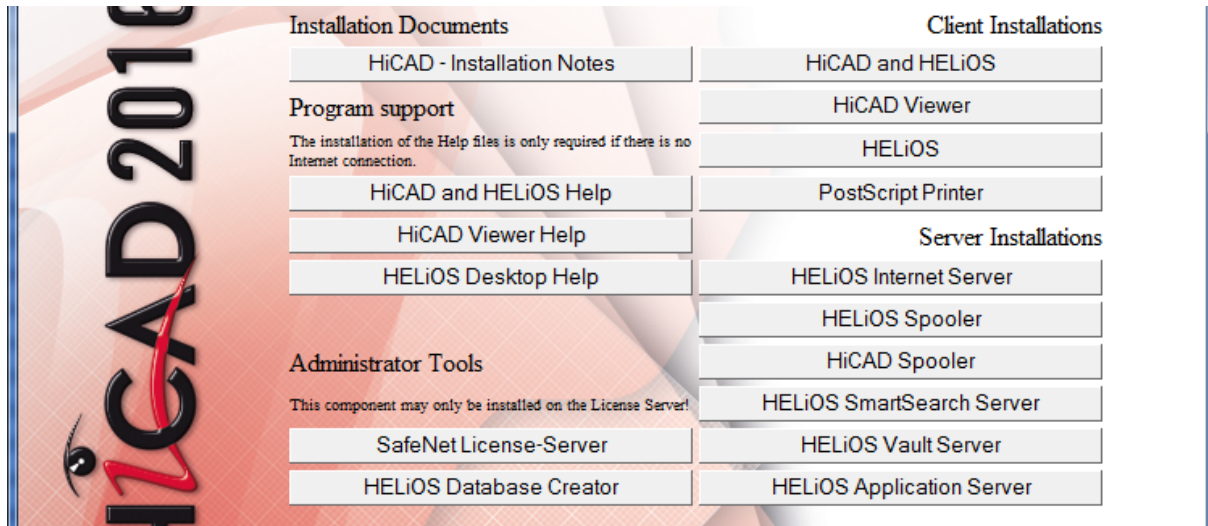 HiCAD 201
Installation Documents
HiCAD - Installation Notes
Program support
The installation of the Help files is only required if there is no
Internet connection.
HiCAD and HELiOS Help
HiCAD Viewer Help
HELiOS Desktop Help
Administrator Tools
This component may only be installed on the License Server!
SafeNet License-Server
HELiOS Database Creator
Client Installations
HiCAD and HELiOS
HiCAD Viewer
HELiOS
PostScript Printer
Server Installations
HELiOS Internet Server
HELiOS Spooler
HiCAD Spooler
HELiOS SmartSearch Server
HELiOS Vault Server
HELiOS Application Server